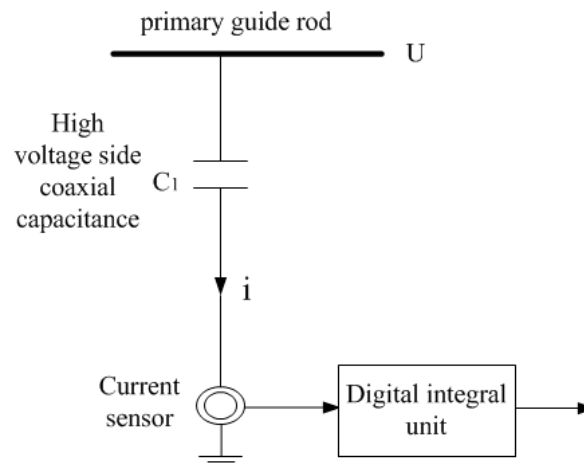 primary guide rod
U
High
voltage side
coaxial
capacitance
C1
i
Current
sensor
Digital integral
unit